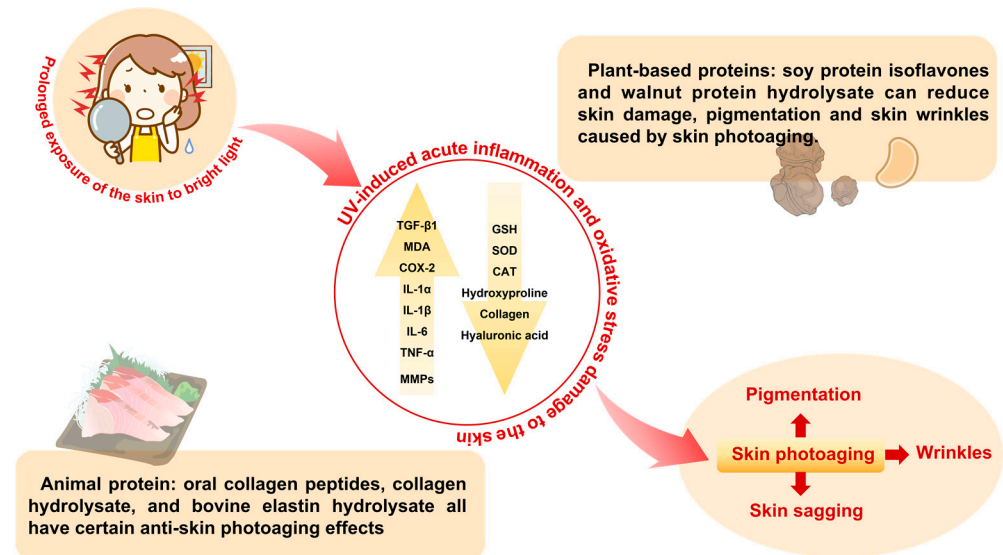 Prolonged exposure of the skin to bright light
Plant-based proteins: soy protein isoflavones
and walnut protein hydrolysate can reduce
skin damage, pigmentation and skin wrinkles
caused by skin photoaging.
UV-induced acute inflammation and oxidative stress damage to the skin
TGF-β1
MDA
COX-2
IL-1α
IL-1β
IL-6
TNF-α
MMPs
GSH
SOD
CAT
Hydroxyproline
Collagen
Hyaluronic acid
Animal protein: oral collagen peptides, collagen
hydrolysate, and bovine elastin hydrolysate all
have certain anti-skin photoaging effects
Pigmentation
Skin photoaging
Wrinkles
Skin sagging